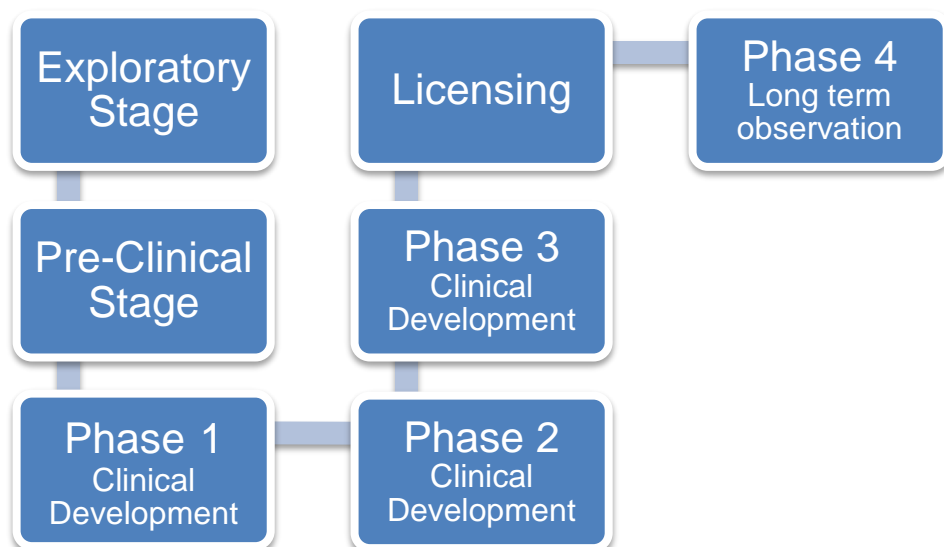 Exploratory
Stage
Pre-Clinical
Stage
Phase 1
Clinical
Development
Phase 2
Clinical
Development
Phase 3
Clinical
Development
Licensing
Phase 4
Long term
observation